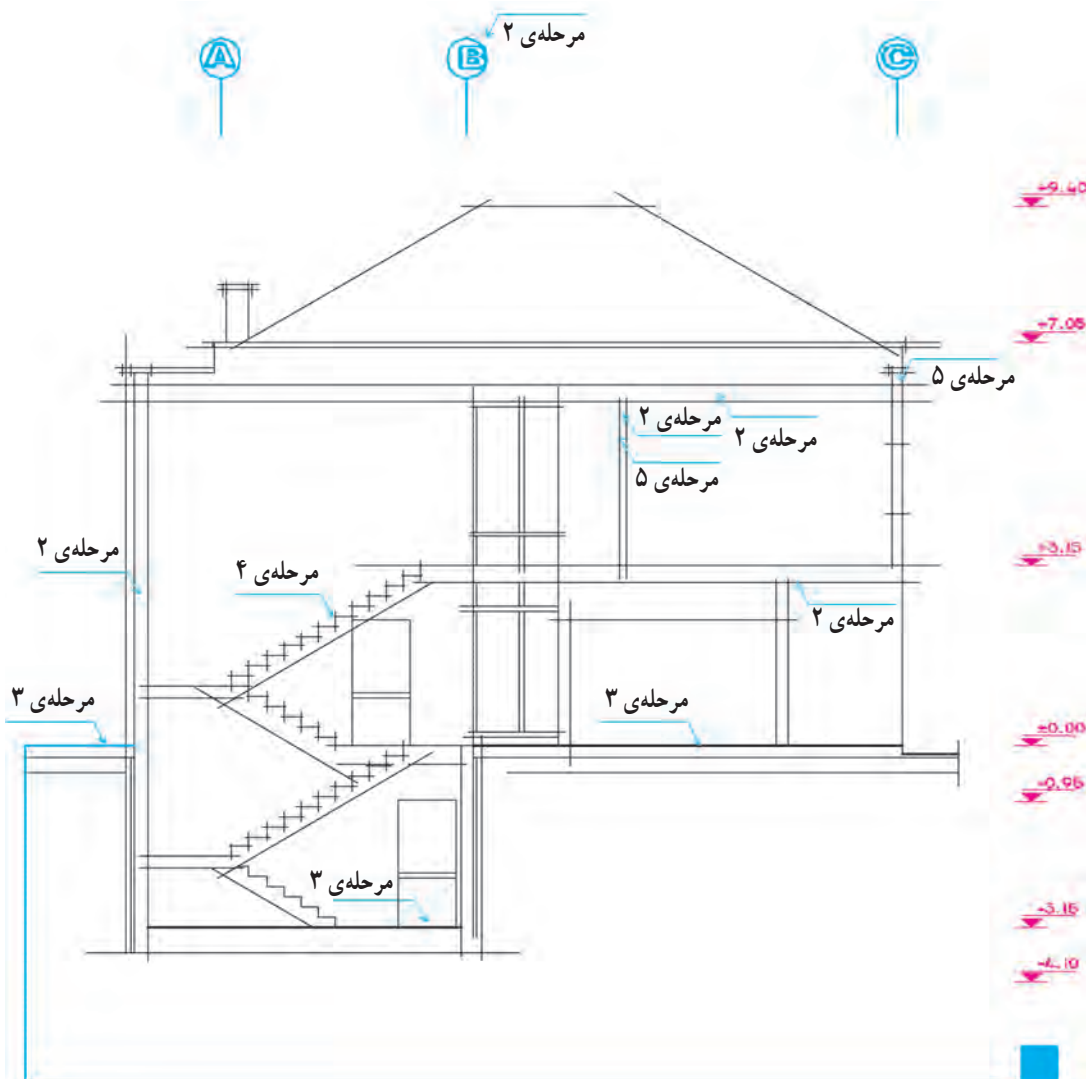 مرحله‌ی ۲
A
B
C
+9.40
+7.05
مرحله‌ی ۵
مرحله‌ی ۲
مرحله‌ی ۲
مرحله‌ی ۵
مرحله‌ی ۲
+3.15
مرحله‌ی ۴
مرحله‌ی ۲
مرحله‌ی ۳
مرحله‌ی ۳
±0.00
-0.95
مرحله‌ی ۳
-3.15
-4.10